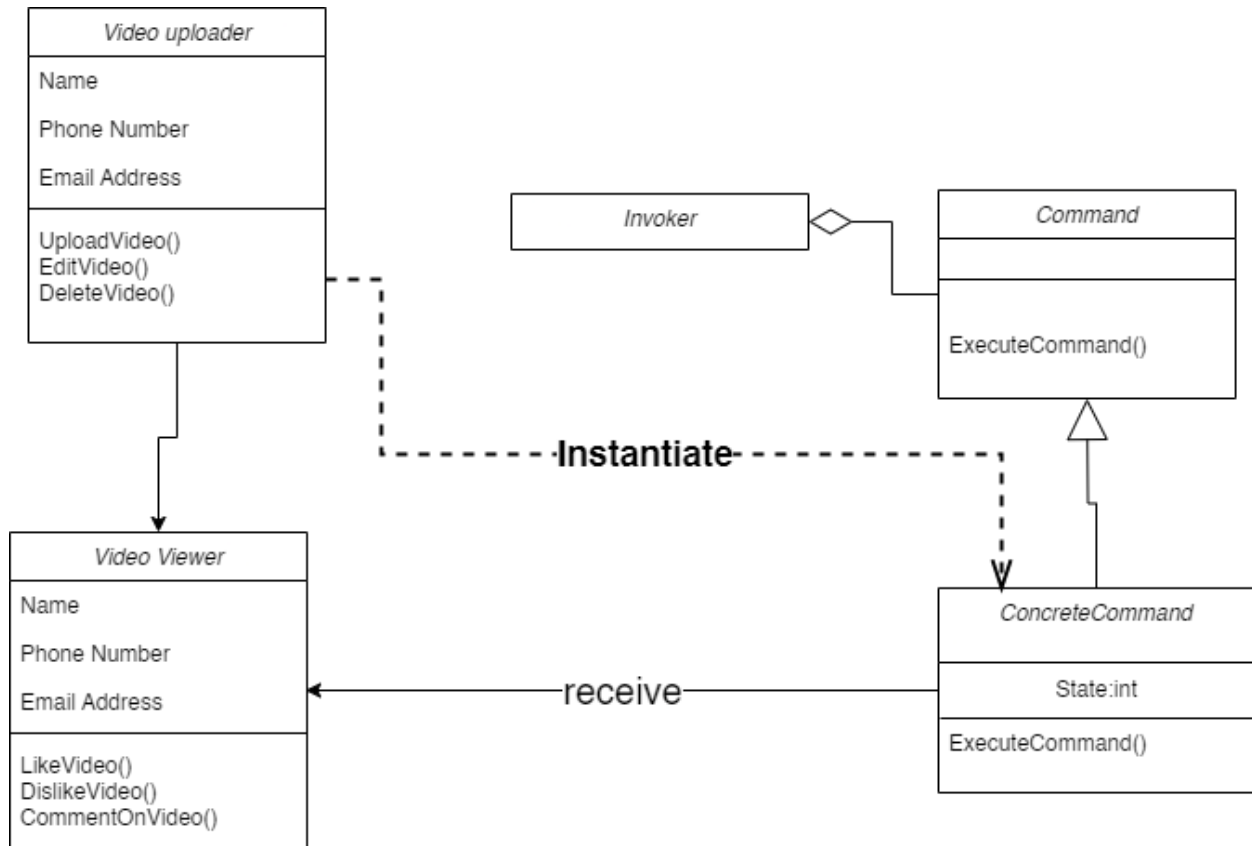 Video uploader
Name
Phone Number
Email Address
UploadVideo()
EditVideo()
DeleteVideo()
Invoker
Command
ExecuteCommand()
Instantiate
Video Viewer
Name
Phone Number
Email Address
LikeVideo()
DislikeVideo()
CommentOnVideo()
receive
ConcreteCommand
State:int
ExecuteCommand()